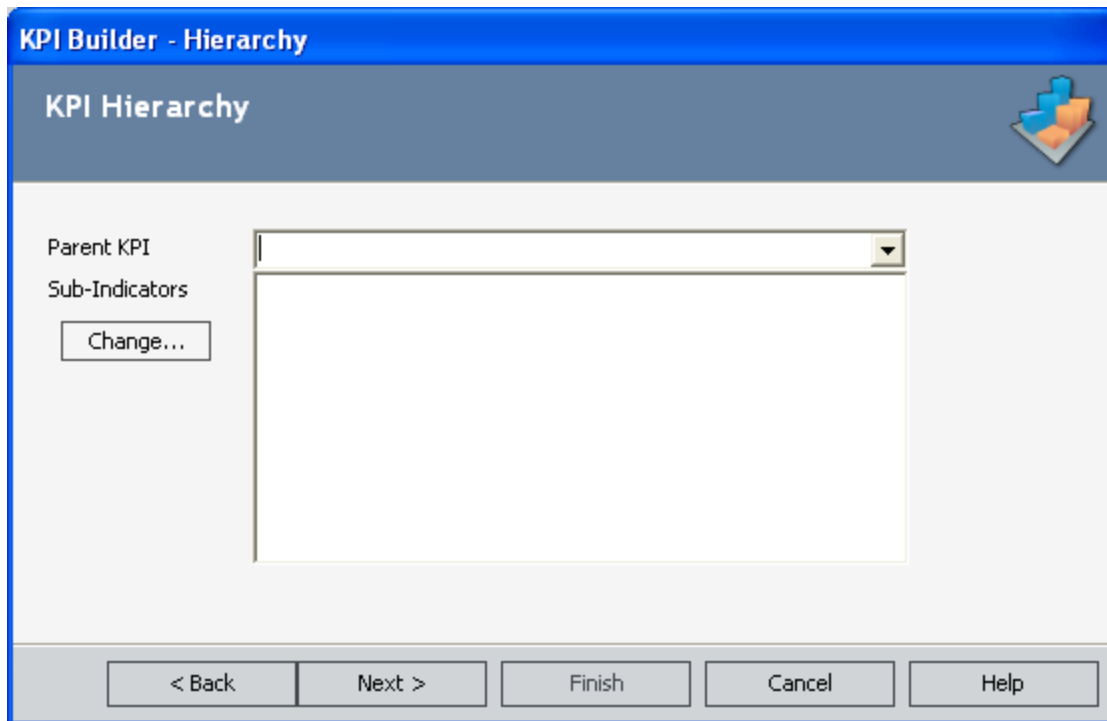 KPI Builder - Hierarchy
KPI Hierarchy
Parent KPI
Sub-Indicators
Change...
< Back Next > Finish Cancel Help